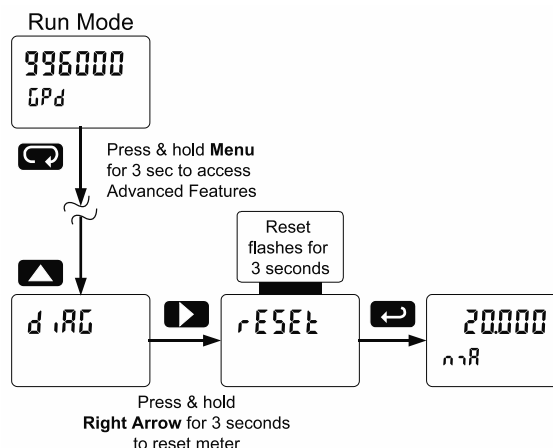 Run Mode
996000
GPd
Press & hold Menu
for 3 sec to access
Advanced Features
Reset
flashes for
3 seconds
diAG
rESEt
20.000
mA
Press & hold
Right Arrow for 3 seconds
to reset meter